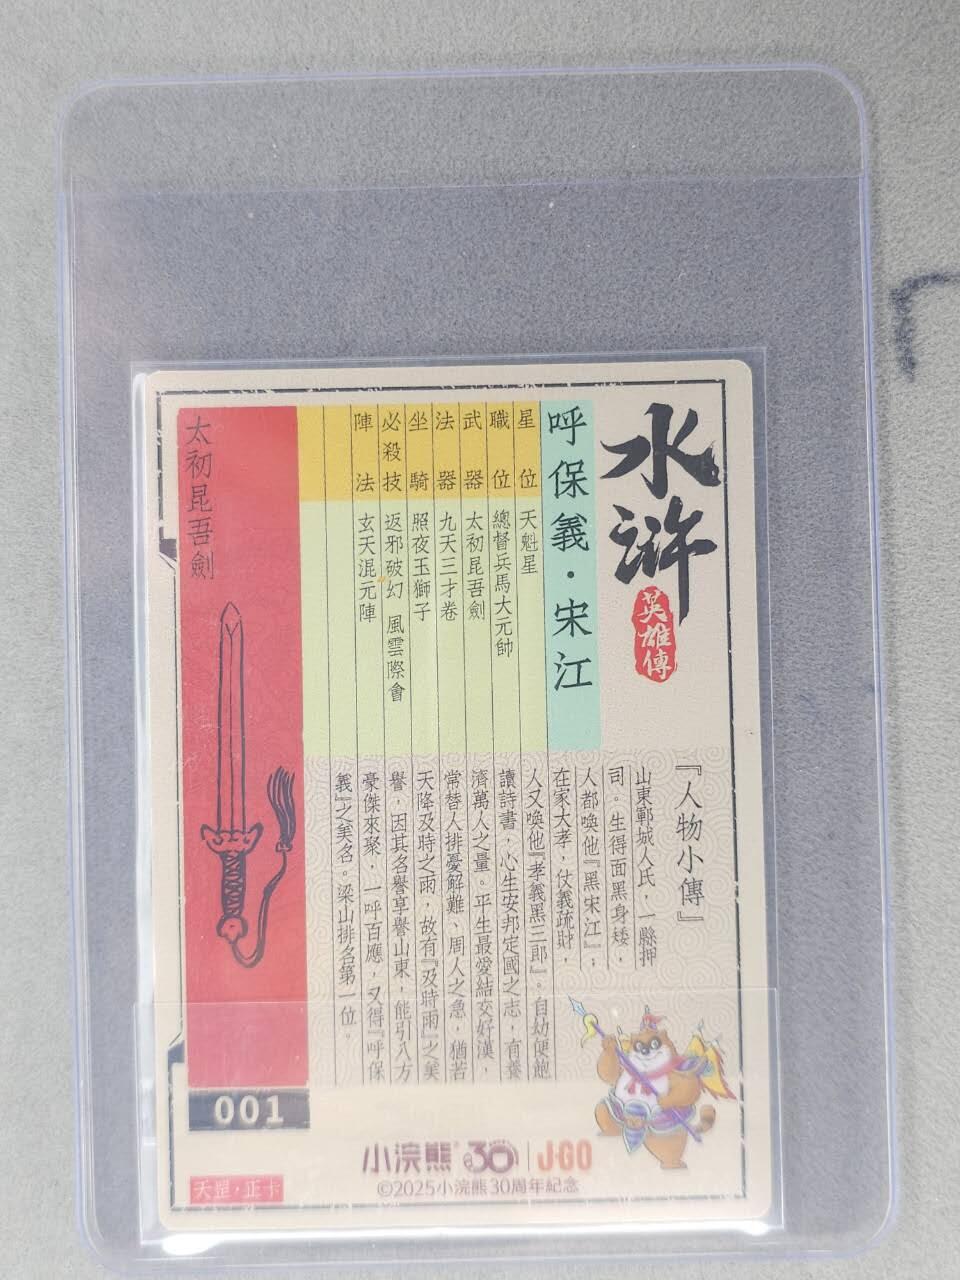 水滸
英雄傳
呼保義·宋江
星位 天魁星
職位 總督兵馬大元帥
武器 太初昆吾劍
法器 九天三才卷
坐騎 照夜玉獅子
必殺技 返邪破幻 風雲際會
陣法 玄天混元陣
太初昆吾劍
『人物小傳』
山東鄆城人氏，一縣押
司。生得面黑身矮，
人都喚他『黑宋江』；
在家大孝，仗義疏財，
人又喚他『孝義黑三郎』。自幼便飽
讀詩書，心生安邦定國之志，有養
濟萬人之量。平生最愛結交好漢，
常替人排憂解難、周人之急，猶若
天降及時之雨，故有『及時雨』之美
譽，因其名譽享譽山東，能引八方
豪傑來聚，一呼百應，又得『呼保
義』之美名。梁山排名第一位。
001
小浣熊 30 J·GO
©2025小浣熊30周年紀念
天罡·正卡